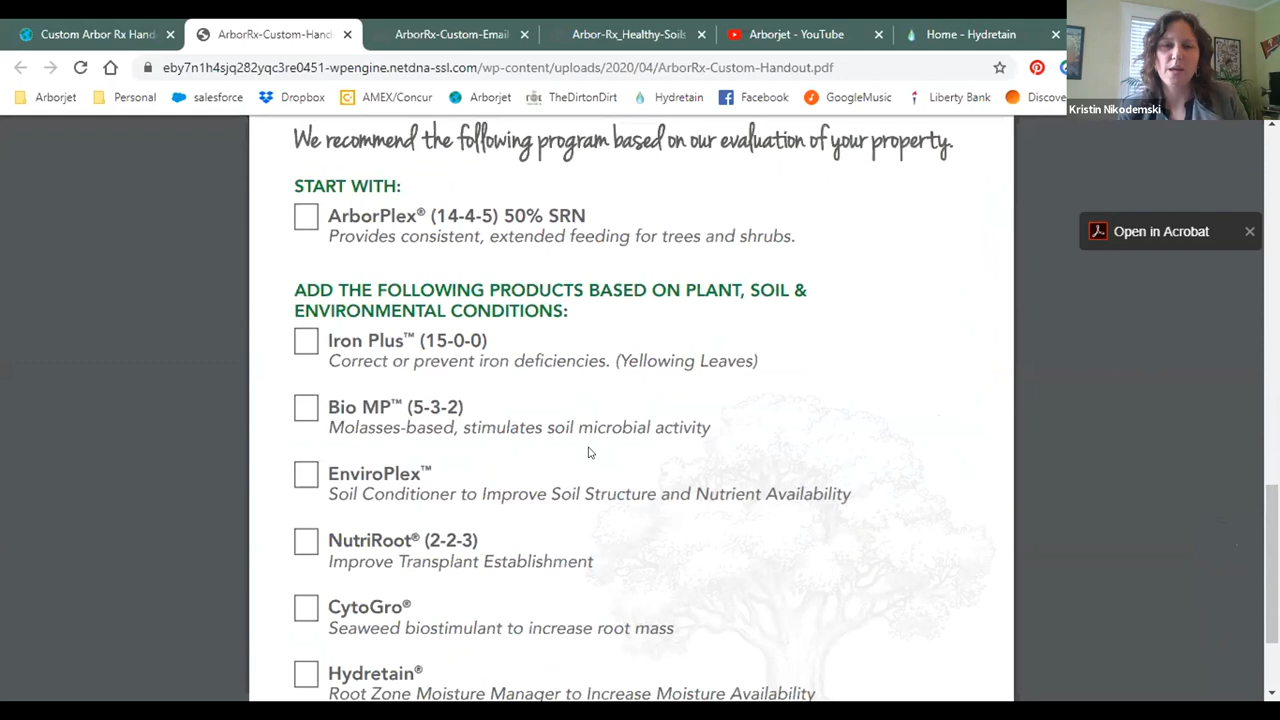 Custom Arbor Rx Hand
ArborRx-Custom-Hand
ArborRx-Custom-Email
Arbor-Rx_Healthy-Soils
Arborjet - YouTube
Home - Hydretain
eby7n1h4sjq282yqc3re0451-wpengine.netdna-ssl.com/wp-content/uploads/2020/04/ArborRx-Custom-Handout.pdf
Arborjet
Personal
salesforce
Dropbox
AMEX/Concur
Arborjet
TheDirtonDirt
Hydretain
Facebook
GoogleMusic
Liberty Bank
Discove
Kristin Nikodemski
We recommend the following program based on our evaluation of your property.
START WITH:
ArborPlex® (14-4-5) 50% SRN
Provides consistent, extended feeding for trees and shrubs.
Open in Acrobat
ADD THE FOLLOWING PRODUCTS BASED ON PLANT, SOIL &
ENVIRONMENTAL CONDITIONS:
Iron Plus™ (15-0-0)
Correct or prevent iron deficiencies. (Yellowing Leaves)
Bio MP™ (5-3-2)
Molasses-based, stimulates soil microbial activity
EnviroPlex™
Soil Conditioner to Improve Soil Structure and Nutrient Availability
NutriRoot® (2-2-3)
Improve Transplant Establishment
CytoGro®
Seaweed biostimulant to increase root mass
Hydretain®
Root Zone Moisture Manager to Increase Moisture Availability